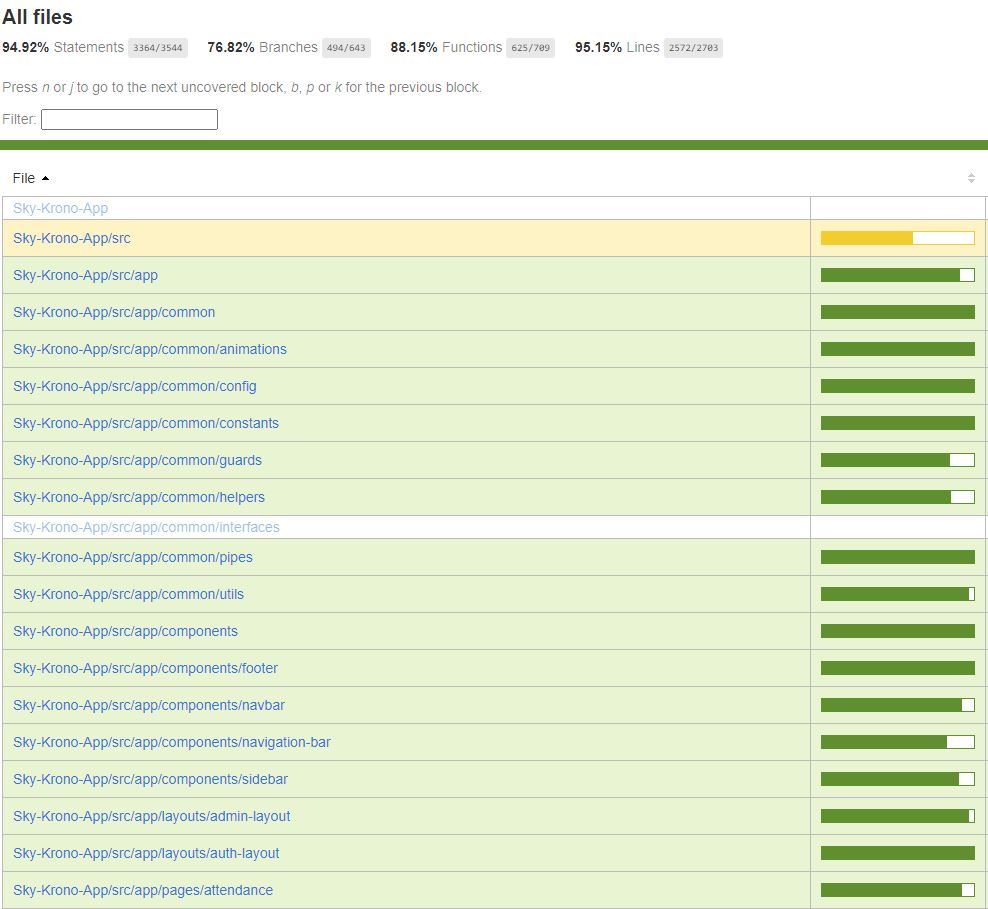 All files
94.92% Statements 3364/3544 76.82% Branches 494/643 88.15% Functions 625/709 95.15% Lines 2572/2703
Press n or j to go to the next uncovered block, b, p or k for the previous block.
Filter:
File
Sky-Krono-App
Sky-Krono-App/src
Sky-Krono-App/src/app
Sky-Krono-App/src/app/common
Sky-Krono-App/src/app/common/animations
Sky-Krono-App/src/app/common/config
Sky-Krono-App/src/app/common/constants
Sky-Krono-App/src/app/common/guards
Sky-Krono-App/src/app/common/helpers
Sky-Krono-App/src/app/common/interfaces
Sky-Krono-App/src/app/common/pipes
Sky-Krono-App/src/app/common/utils
Sky-Krono-App/src/app/components
Sky-Krono-App/src/app/components/footer
Sky-Krono-App/src/app/components/navbar
Sky-Krono-App/src/app/components/navigation-bar
Sky-Krono-App/src/app/components/sidebar
Sky-Krono-App/src/app/layouts/admin-layout
Sky-Krono-App/src/app/layouts/auth-layout
Sky-Krono-App/src/app/pages/attendance